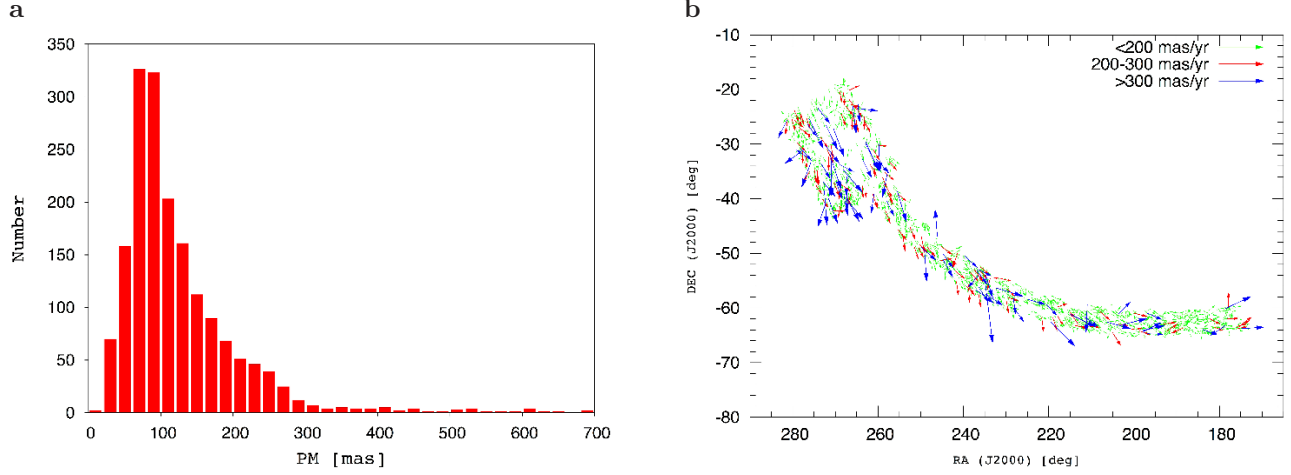 a
350
300
250
200
150
100
50
0
Number
0 100 200 300 400 500 600 700
PM [mas]
b
-10
-20
-30
-40
-50
-60
-70
-80
DEC (J2000) [deg]
<200 mas/yr
200-300 mas/yr
>300 mas/yr
280 260 240 220 200 180
RA (J2000) [deg]